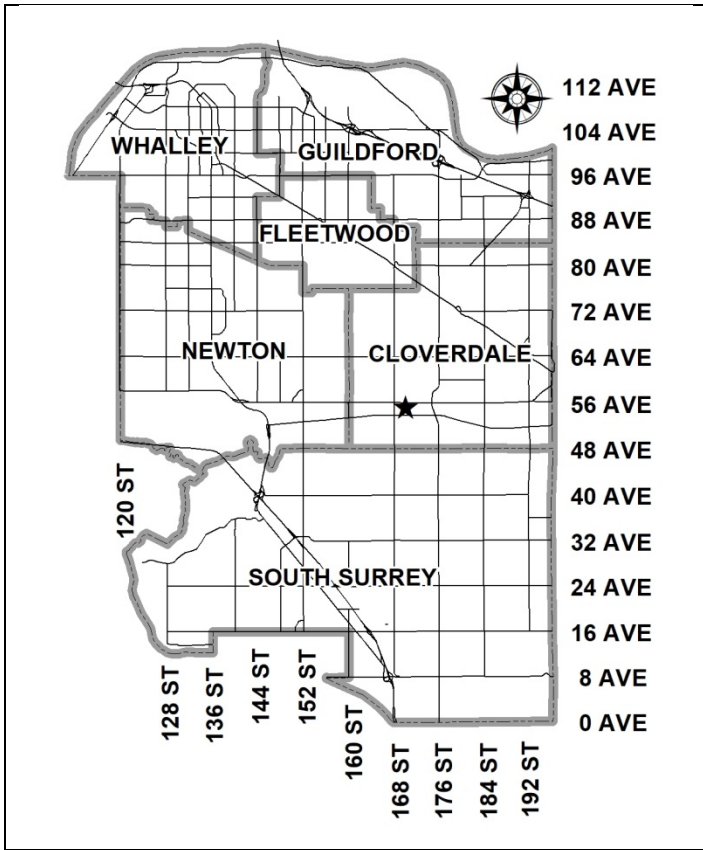 112 AVE
104 AVE
WHALLEY
GUILDFORD
96 AVE
88 AVE
FLEETWOOD
80 AVE
72 AVE
NEWTON
CLOVERDALE
64 AVE
56 AVE
48 AVE
120 ST
40 AVE
32 AVE
SOUTH SURREY
24 AVE
16 AVE
8 AVE
0 AVE
128 ST
136 ST
144 ST
152 ST
160 ST
168 ST
176 ST
184 ST
192 ST